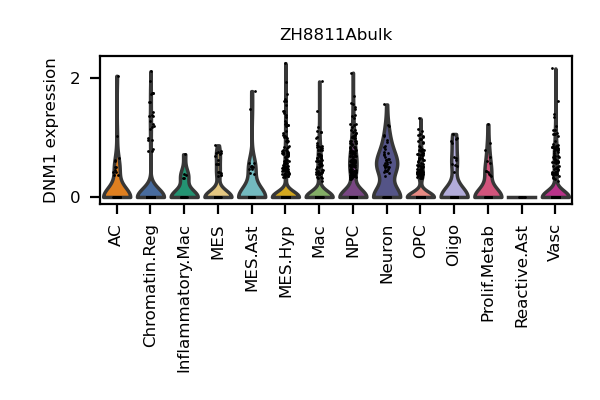 ZH8811Abulk
DNM1 expression
2
0
AC
Chromatin.Reg
Inflammatory.Mac
MES
MES.Ast
MES.Hyp
Mac
NPC
Neuron
OPC
Oligo
Prolif.Metab
Reactive.Ast
Vasc